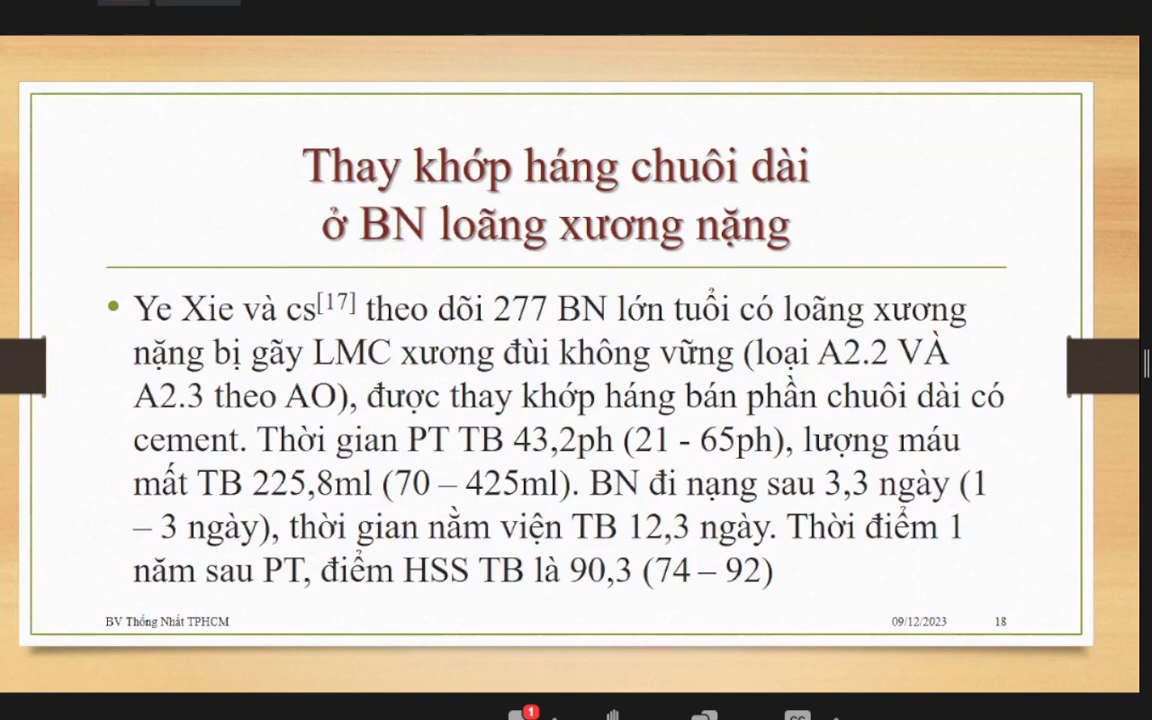 Thay khớp háng chuôi dài
ở BN loãng xương nặng
• Ye Xie và cs[17] theo dõi 277 BN lớn tuổi có loãng xương
nặng bị gãy LMC xương đùi không vững (loại A2.2 VÀ
A2.3 theo AO), được thay khớp háng bán phần chuôi dài có
cement. Thời gian PT TB 43,2ph (21 - 65ph), lượng máu
mất TB 225,8ml (70 – 425ml). BN đi nạng sau 3,3 ngày (1
– 3 ngày), thời gian nằm viện TB 12,3 ngày. Thời điểm 1
năm sau PT, điểm HSS TB là 90,3 (74 – 92)
BV Thống Nhất TPHCM 09/12/2023 18
1